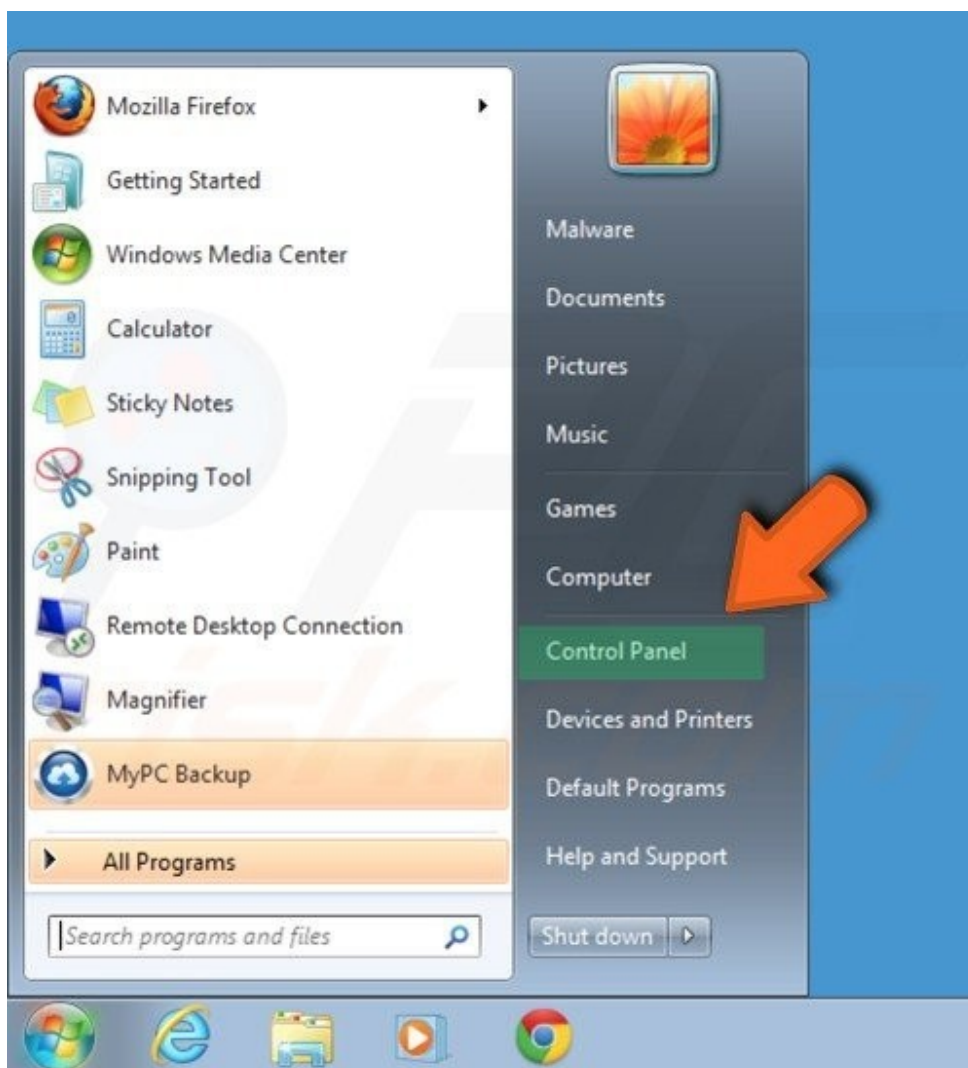 Mozilla Firefox
Getting Started
Windows Media Center
Calculator
Sticky Notes
Snipping Tool
Paint
Remote Desktop Connection
Magnifier
MyPC Backup
All Programs
Search programs and files
Malware
Documents
Pictures
Music
Games
Computer
Control Panel
Devices and Printers
Default Programs
Help and Support
Shut down